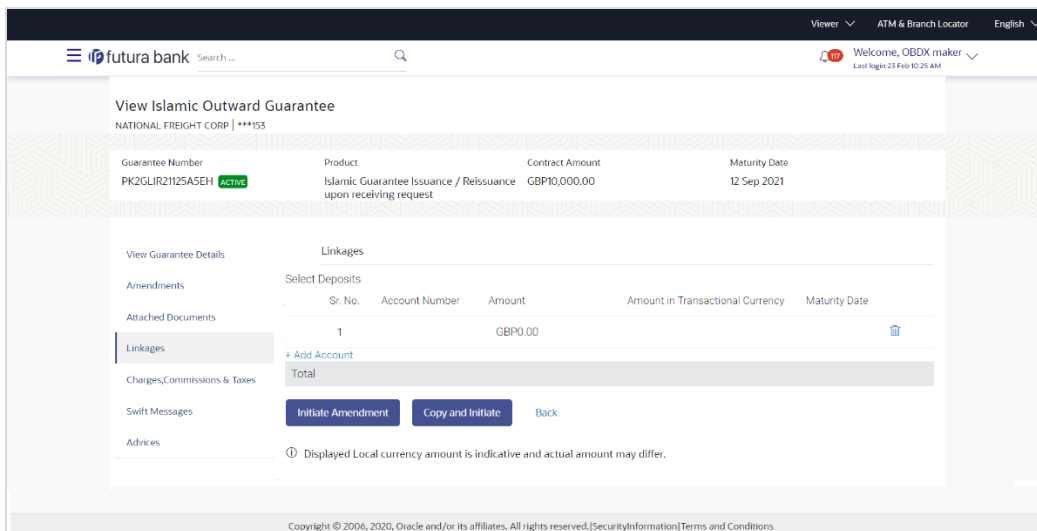 Viewer ATM & Branch Locator English
futura bank Search ... 117 Welcome, OBDX maker
Last login 23 Feb 10:25 AM
View Islamic Outward Guarantee
NATIONAL FREIGHT CORP | ***153
Guarantee Number Product Contract Amount Maturity Date
PK2GLIR21125A5EH ACTIVE Islamic Guarantee Issuance / Reissuance GBP10,000.00 12 Sep 2021
upon receiving request
View Guarantee Details
Amendments
Attached Documents
Linkages
Charges,Commissions & Taxes
Swift Messages
Advices
Linkages
Select Deposits
Sr. No. Account Number Amount Amount in Transactional Currency Maturity Date
1 GBP0.00
+ Add Account
Total
Initiate Amendment Copy and Initiate Back
Displayed Local currency amount is indicative and actual amount may differ.
Copyright © 2006, 2020, Oracle and/or its affiliates. All rights reserved.|SecurityInformation|Terms and Conditions